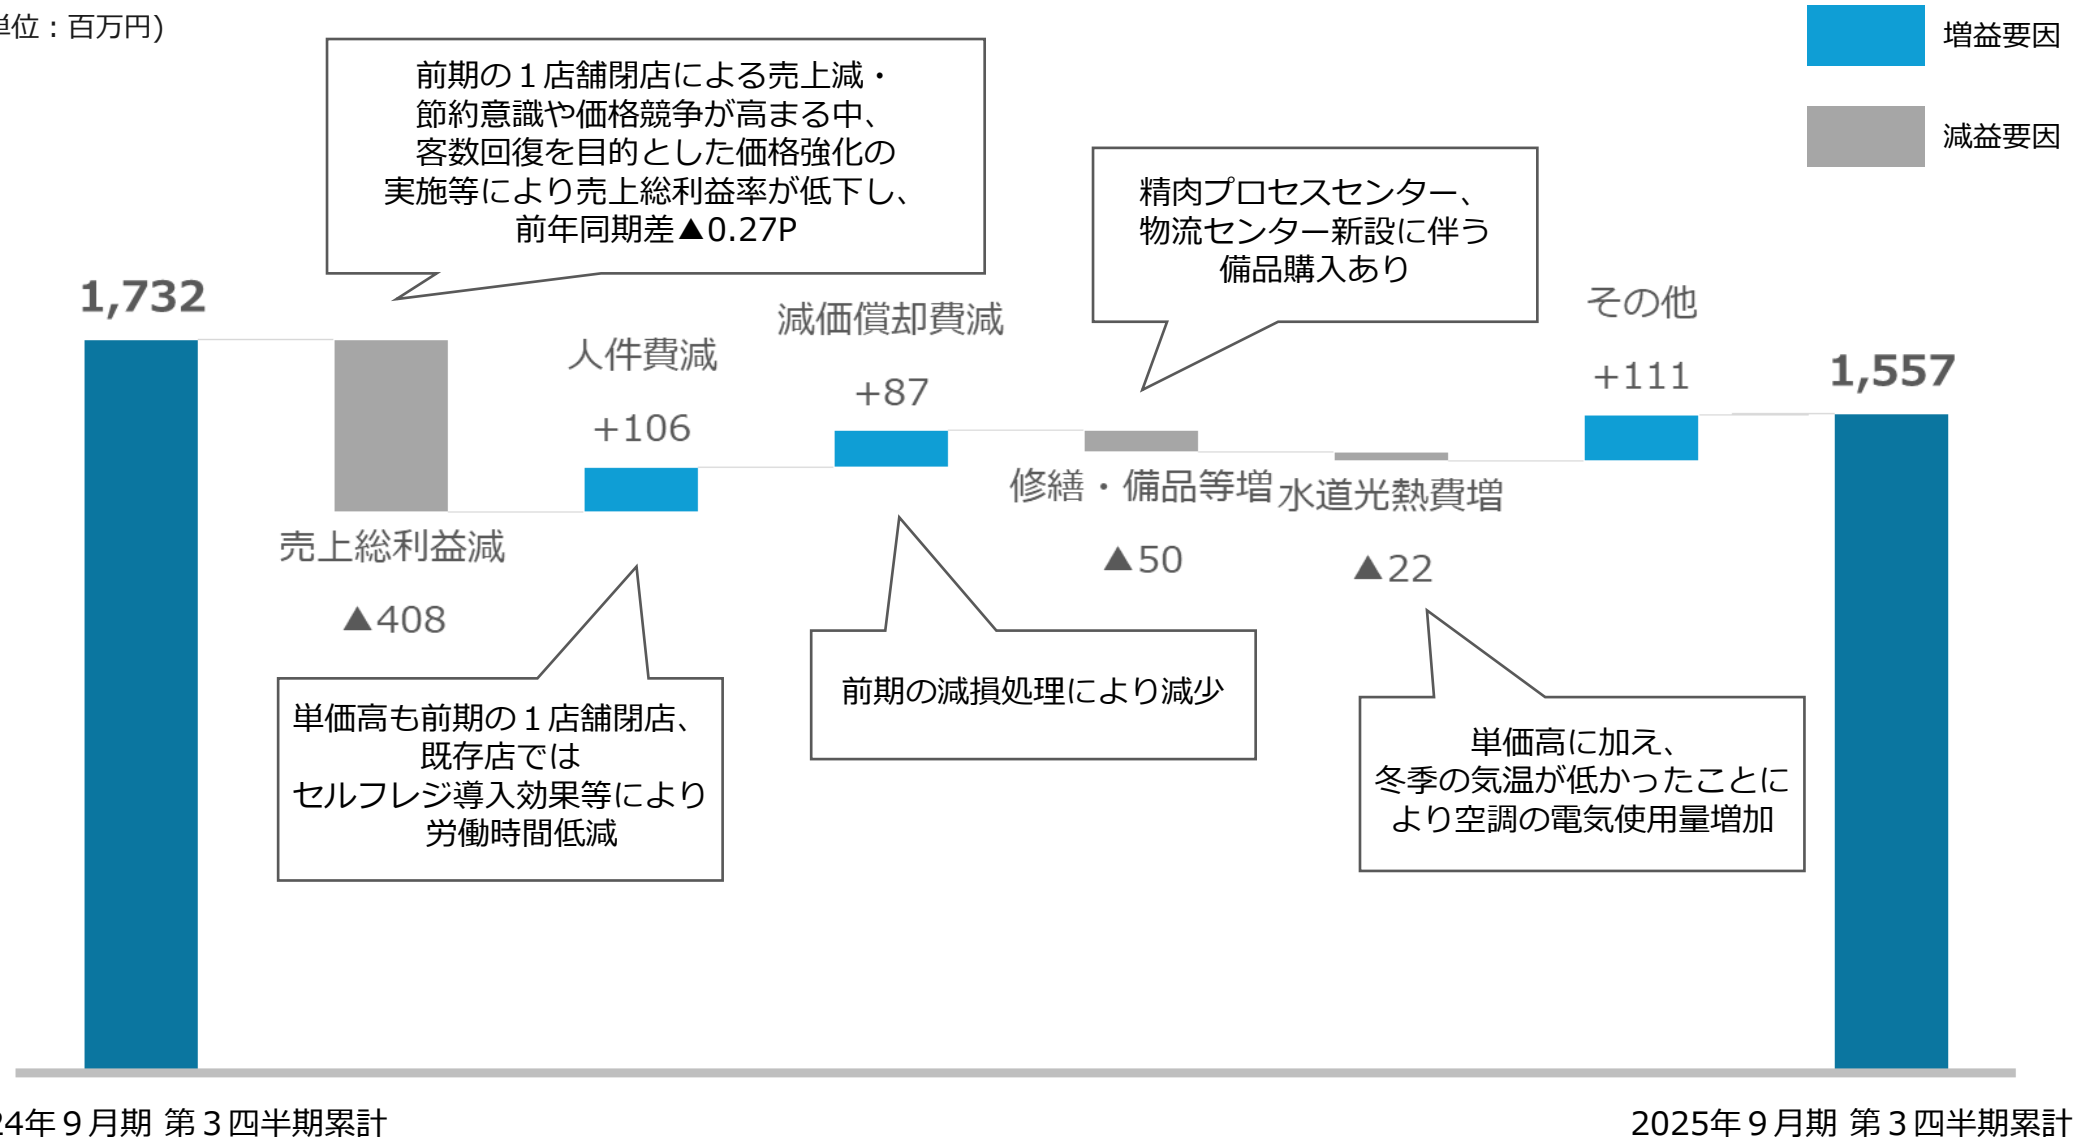 単位：百万円)
増益要因
減益要因
前期の１店舗閉店による売上減・
節約意識や価格競争が高まる中、
客数回復を目的とした価格強化の
実施等により売上総利益率が低下し、
前年同期差▲0.27P
精肉プロセスセンター、
物流センター新設に伴う
備品購入あり
1,732
売上総利益減
▲408
人件費減
+106
減価償却費減
+87
修繕・備品等増
▲50
水道光熱費増
▲22
その他
+111
1,557
単価高も前期の１店舗閉店、
既存店では
セルフレジ導入効果等により
労働時間低減
前期の減損処理により減少
単価高に加え、
冬季の気温が低かったことに
より空調の電気使用量増加
24年９月期 第３四半期累計
2025年９月期 第３四半期累計